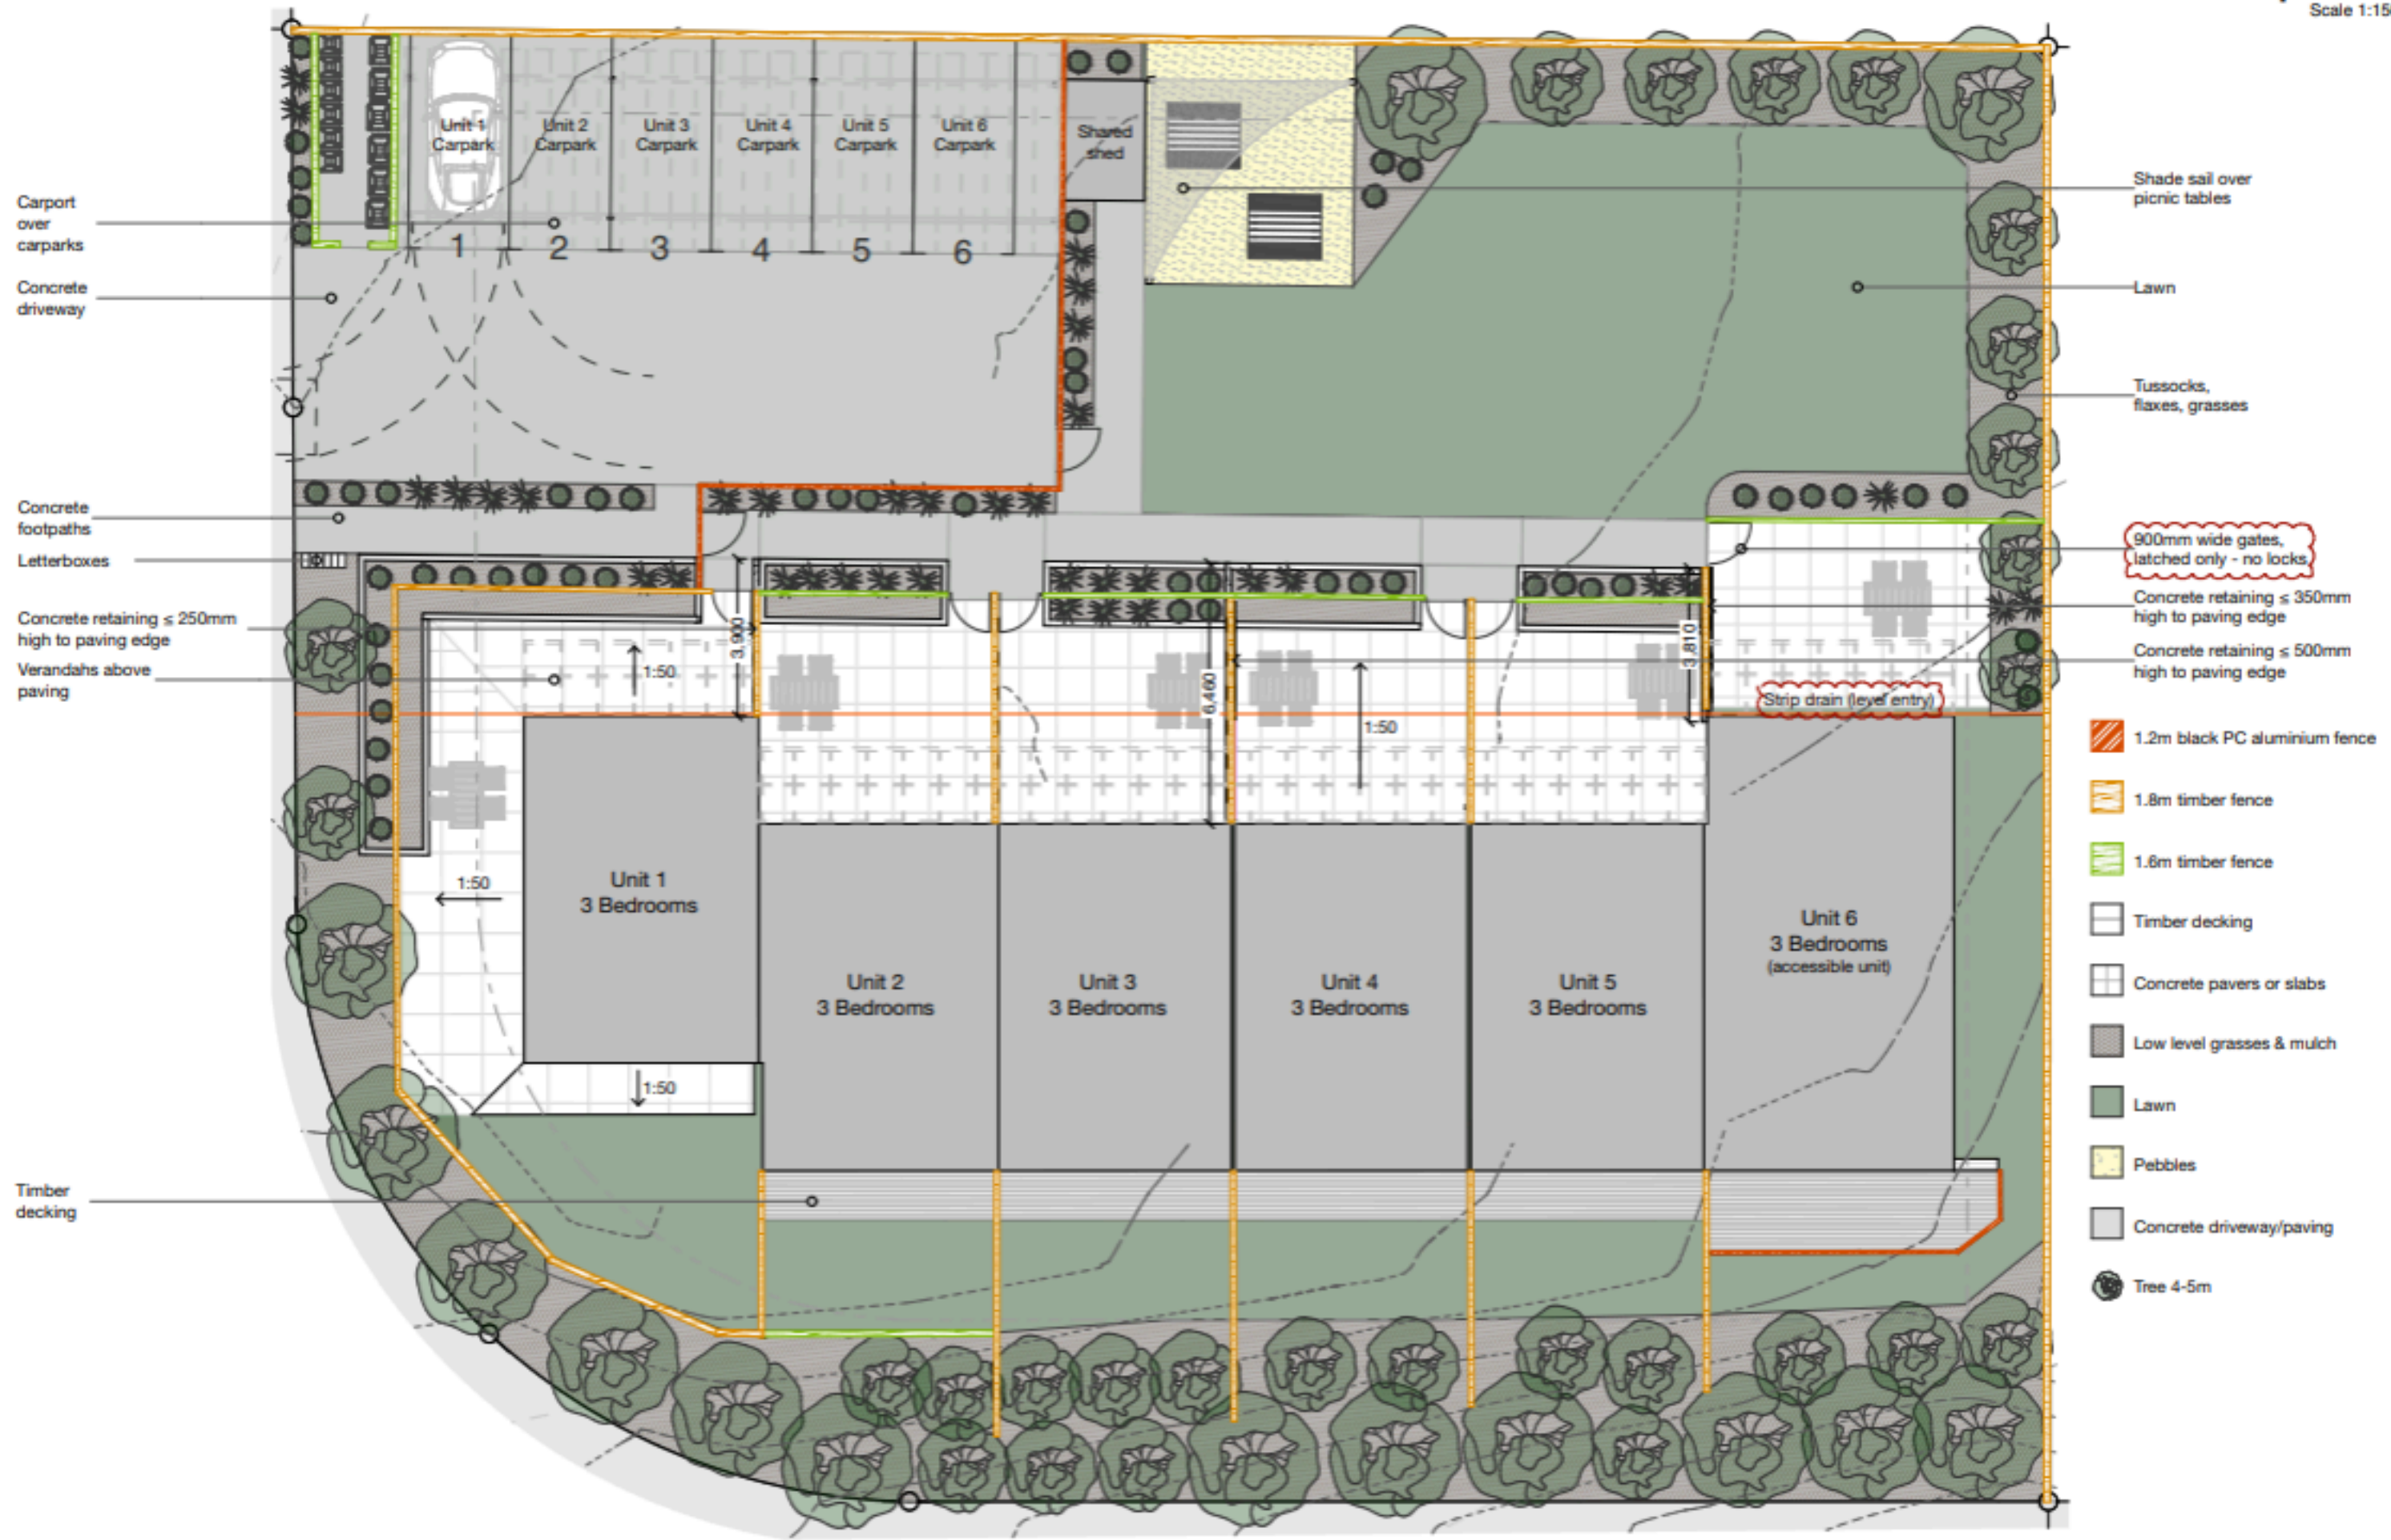 Scale 1:15
Unit 1
Carpark
Unit 2
Carpark
Unit 3
Carpark
Unit 4
Carpark
Unit 5
Carpark
Unit 6
Carpark
Shared
shed
1
2
3
4
5
6
Carport
over
carparks
Concrete
driveway
Concrete
footpaths
Letterboxes
Concrete retaining ≤ 250mm
high to paving edge
Verandahs above
paving
Timber
decking
Shade sail over
picnic tables
Lawn
Tussocks,
flaxes, grasses
900mm wide gates,
latched only - no locks
Concrete retaining ≤ 350mm
high to paving edge
Concrete retaining ≤ 500mm
high to paving edge
3,900
1:50
6,460
1:50
3,810
Strip drain (level entry)
1:50
1:50
Unit 1
3 Bedrooms
Unit 2
3 Bedrooms
Unit 3
3 Bedrooms
Unit 4
3 Bedrooms
Unit 5
3 Bedrooms
Unit 6
3 Bedrooms
(accessible unit)
1.2m black PC aluminium fence
1.8m timber fence
1.6m timber fence
Timber decking
Concrete pavers or slabs
Low level grasses & mulch
Lawn
Pebbles
Concrete driveway/paving
Tree 4-5m